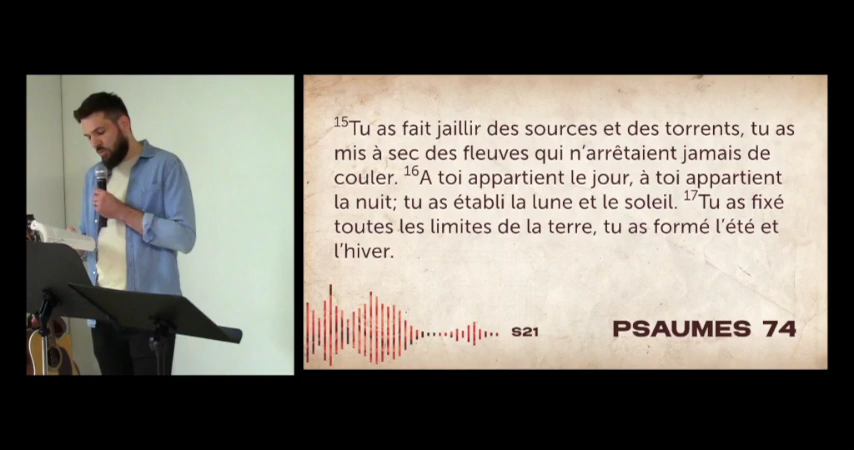 ¹⁵Tu as fait jaillir des sources et des torrents, tu as
mis à sec des fleuves qui n’arrêtaient jamais de
couler. ¹⁶A toi appartient le jour, à toi appartient
la nuit; tu as établi la lune et le soleil. ¹⁷Tu as fixé
toutes les limites de la terre, tu as formé l’été et
l’hiver.
S21
PSAUMES 74